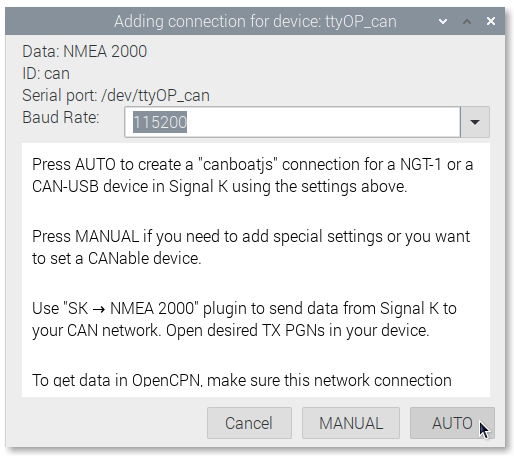 Adding connection for device: ttyOP_can
Data: NMEA 2000
ID: can
Serial port: /dev/ttyOP_can
Baud Rate: 115200
Press AUTO to create a "canboatjs" connection for a NGT-1 or a
CAN-USB device in Signal K using the settings above.
Press MANUAL if you need to add special settings or you want
to set a CANable device.
Use "SK → NMEA 2000" plugin to send data from Signal K to
your CAN network. Open desired TX PGNs in your device.
To get data in OpenCPN, make sure this network connection
Cancel MANUAL AUTO